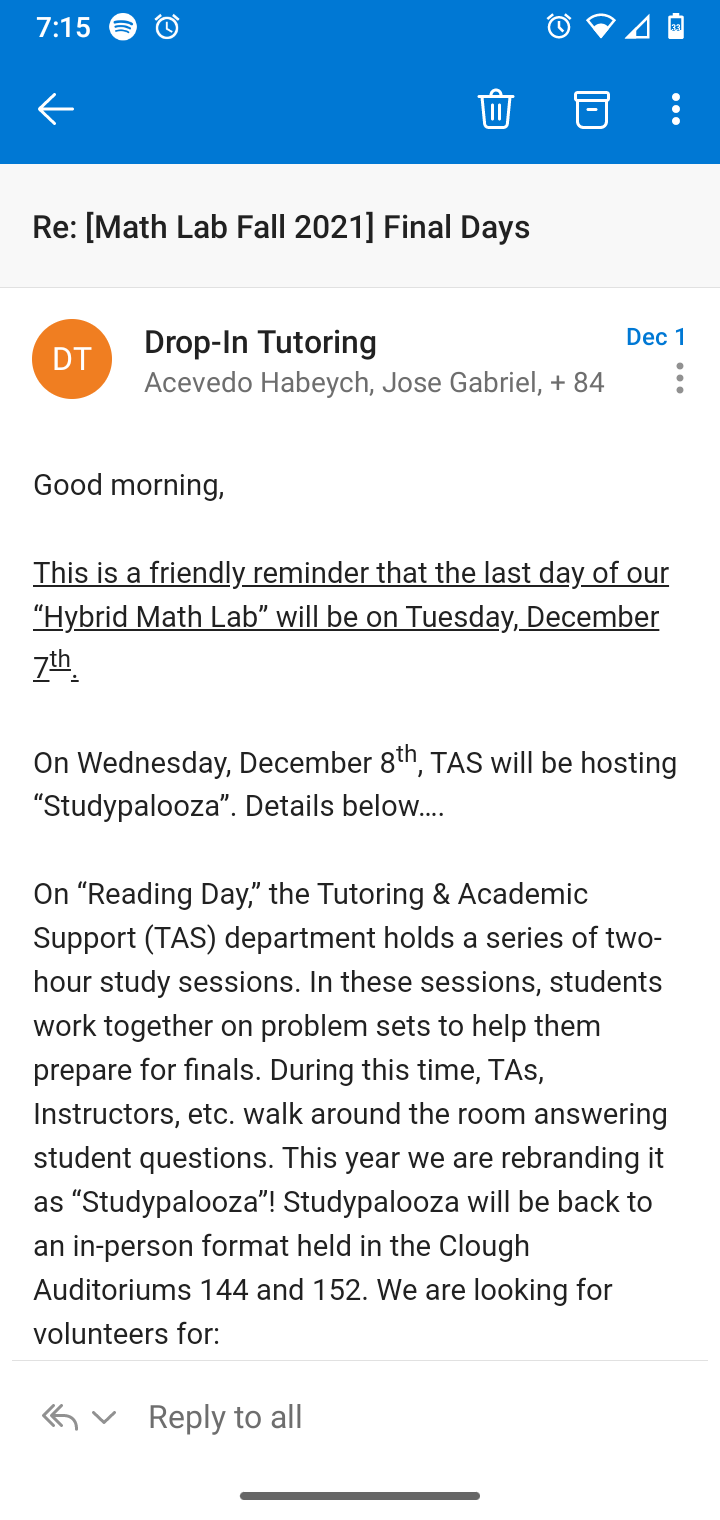 7:15
33
Re: [Math Lab Fall 2021] Final Days
DT
Drop-In Tutoring
Dec 1
Acevedo Habeych, Jose Gabriel, + 84
Good morning,
This is a friendly reminder that the last day of our
“Hybrid Math Lab” will be on Tuesday, December
7th.
On Wednesday, December 8th, TAS will be hosting
“Studypalooza”. Details below....
On “Reading Day,” the Tutoring & Academic
Support (TAS) department holds a series of two-
hour study sessions. In these sessions, students
work together on problem sets to help them
prepare for finals. During this time, TAs,
Instructors, etc. walk around the room answering
student questions. This year we are rebranding it
as “Studypalooza”! Studypalooza will be back to
an in-person format held in the Clough
Auditoriums 144 and 152. We are looking for
volunteers for:
Reply to all